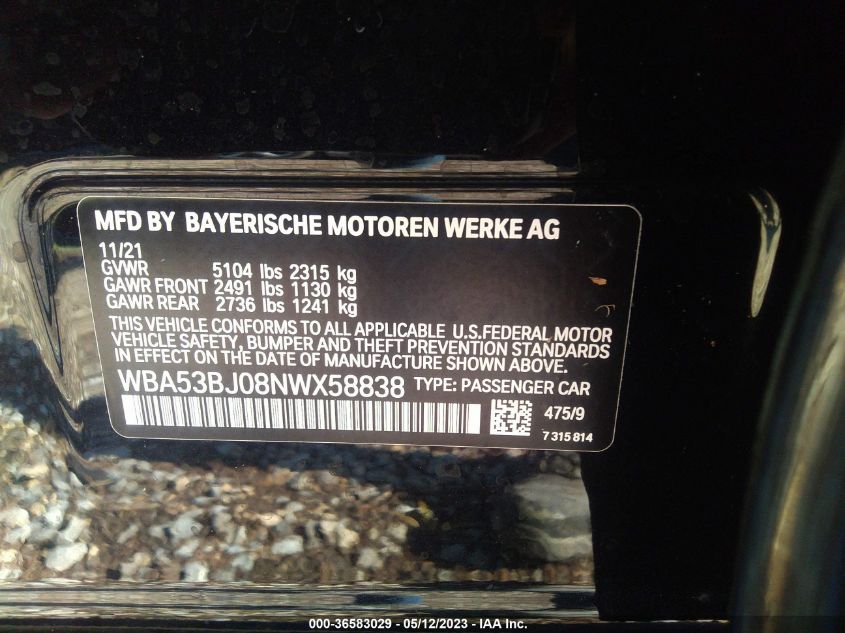 MFD BY BAYERISCHE MOTOREN WERKE AG
11/21
GVWR 5104 lbs 2315 kg
GAWR FRONT 2491 lbs 1130 kg
GAWR REAR 2736 lbs 1241 kg
THIS VEHICLE CONFORMS TO ALL APPLICABLE U.S.FEDERAL MOTOR
VEHICLE SAFETY, BUMPER AND THEFT PREVENTION STANDARDS
IN EFFECT ON THE DATE OF MANUFACTURE SHOWN ABOVE.
WBA53BJ08NWX58838 TYPE: PASSENGER CAR
475/9
7 315 814
000-36583029 - 05/12/2023 - IAA Inc.